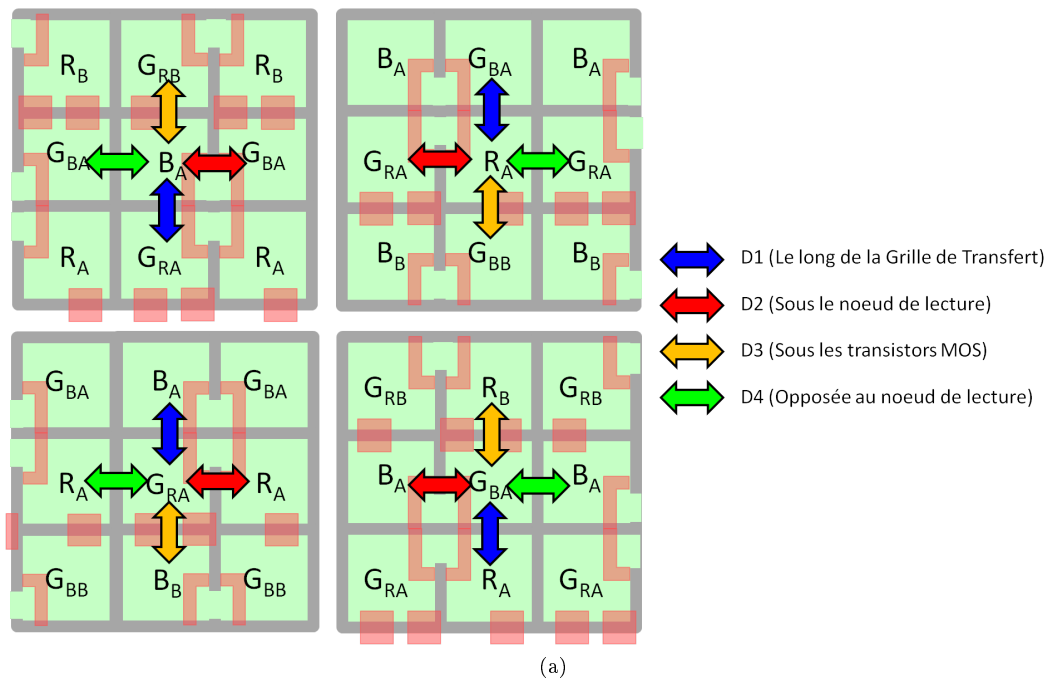 R_B G_RB R_B
G_BA B_A G_BA
R_A G_RA R_A
B_A G_BA B_A
G_RA R_A G_RA
B_B G_BB B_B
G_BA B_A G_BA
R_A G_RA R_A
G_BB B_B G_BB
G_RB R_B G_RB
B_A G_BA B_A
G_RA R_A G_RA
D1 (Le long de la Grille de Transfert)
D2 (Sous le noeud de lecture)
D3 (Sous les transistors MOS)
D4 (Opposée au noeud de lecture)
(a)